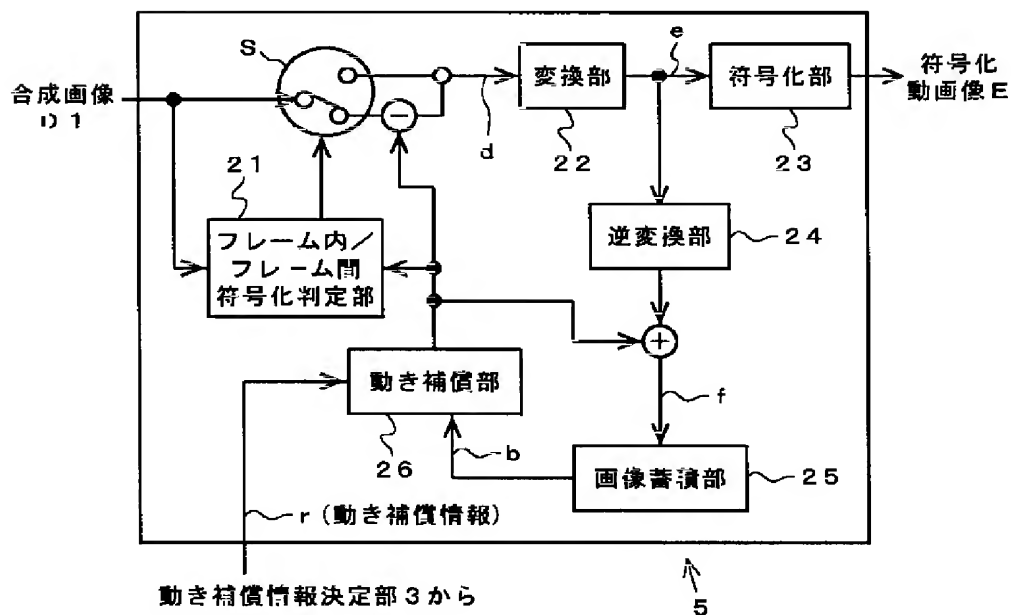 S
合成画像
D1
21
フレーム内／
フレーム間
符号化判定部
−
d
変換部
22
e
符号化部
23
符号化
動画像E
逆変換部
24
+
動き補償部
26
b
f
画像蓄積部
25
r（動き補償情報）
動き補償情報決定部3から
5